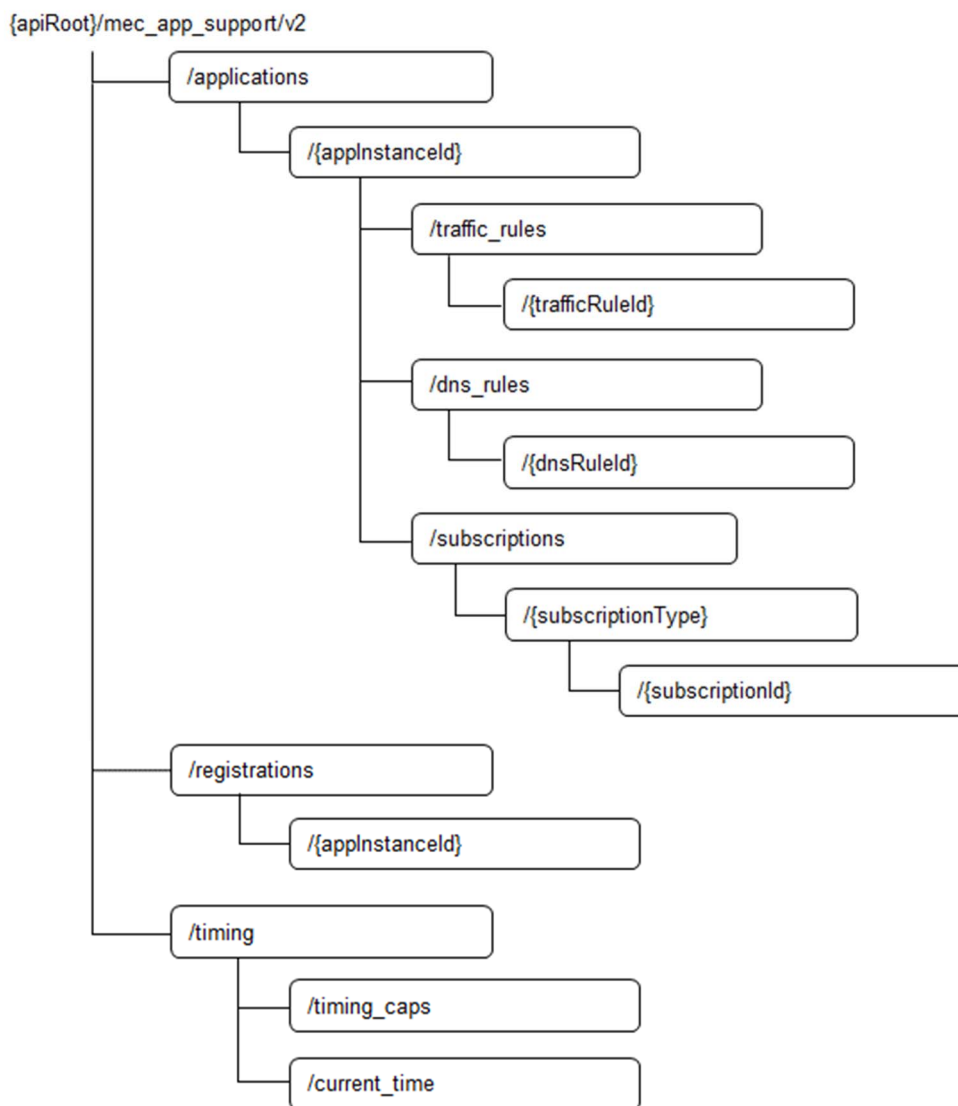 {apiRoot}/mec_app_support/v2
/applications
/{appInstanceId}
/traffic_rules
/{trafficRuleId}
/dns_rules
/{dnsRuleId}
/subscriptions
/{subscriptionType}
/{subscriptionId}
/registrations
/{appInstanceId}
/timing
/timing_caps
/current_time